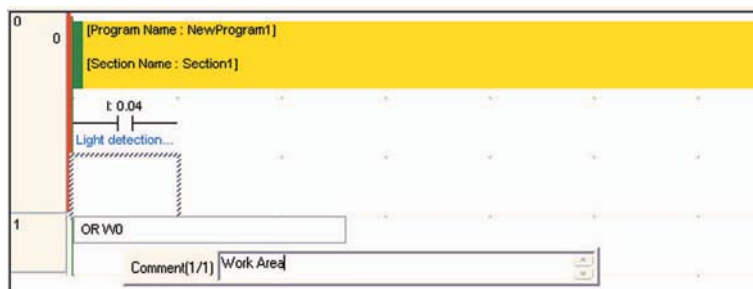 0
0
[Program Name : NewProgram1]
[Section Name : Section1]
I: 0.04
Light detection...
1
OR W0
Comment(1/1) Work Area